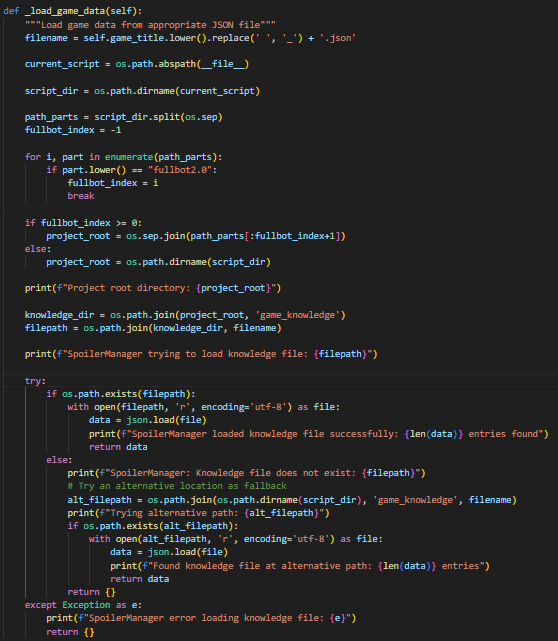 def _load_game_data(self):
    """Load game data from appropriate JSON file"""
    filename = self.game_title.lower().replace(' ', '_') + '.json'
    current_script = os.path.abspath(__file__)
    script_dir = os.path.dirname(current_script)
    path_parts = script_dir.split(os.sep)
    fullbot_index = -1
    for i, part in enumerate(path_parts):
        if part.lower() == "fullbot2.0":
            fullbot_index = i
            break
    if fullbot_index >= 0:
        project_root = os.sep.join(path_parts[:fullbot_index+1])
    else:
        project_root = os.path.dirname(script_dir)
    print(f"Project root directory: {project_root}")
    knowledge_dir = os.path.join(project_root, 'game_knowledge')
    filepath = os.path.join(knowledge_dir, filename)
    print(f"SpoilerManager trying to load knowledge file: {filepath}")
    try:
        if os.path.exists(filepath):
            with open(filepath, 'r', encoding='utf-8') as file:
                data = json.load(file)
                print(f"SpoilerManager loaded knowledge file successfully: {len(data)} entries found")
                return data
        else:
            print(f"SpoilerManager: Knowledge file does not exist: {filepath}")
            # Try an alternative location as fallback
            alt_filepath = os.path.join(os.path.dirname(script_dir), 'game_knowledge', filename)
            print(f"Trying alternative path: {alt_filepath}")
            if os.path.exists(alt_filepath):
                with open(alt_filepath, 'r', encoding='utf-8') as file:
                    data = json.load(file)
                    print(f"Found knowledge file at alternative path: {len(data)} entries")
                    return data
            return {}
    except Exception as e:
        print(f"SpoilerManager error loading knowledge file: {e}")
        return {}